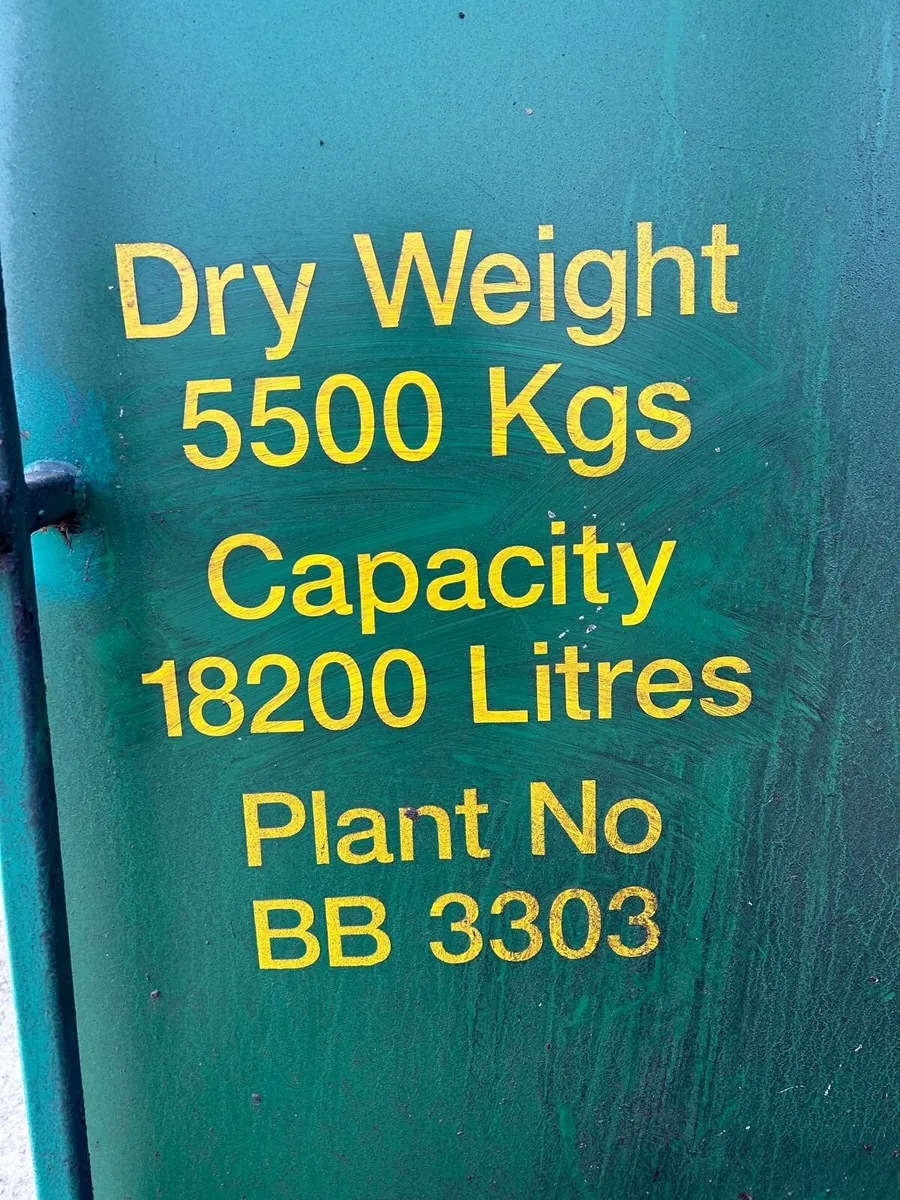 Dry Weight
5500 Kgs
Capacity
18200 Litres
Plant No
BB 3303